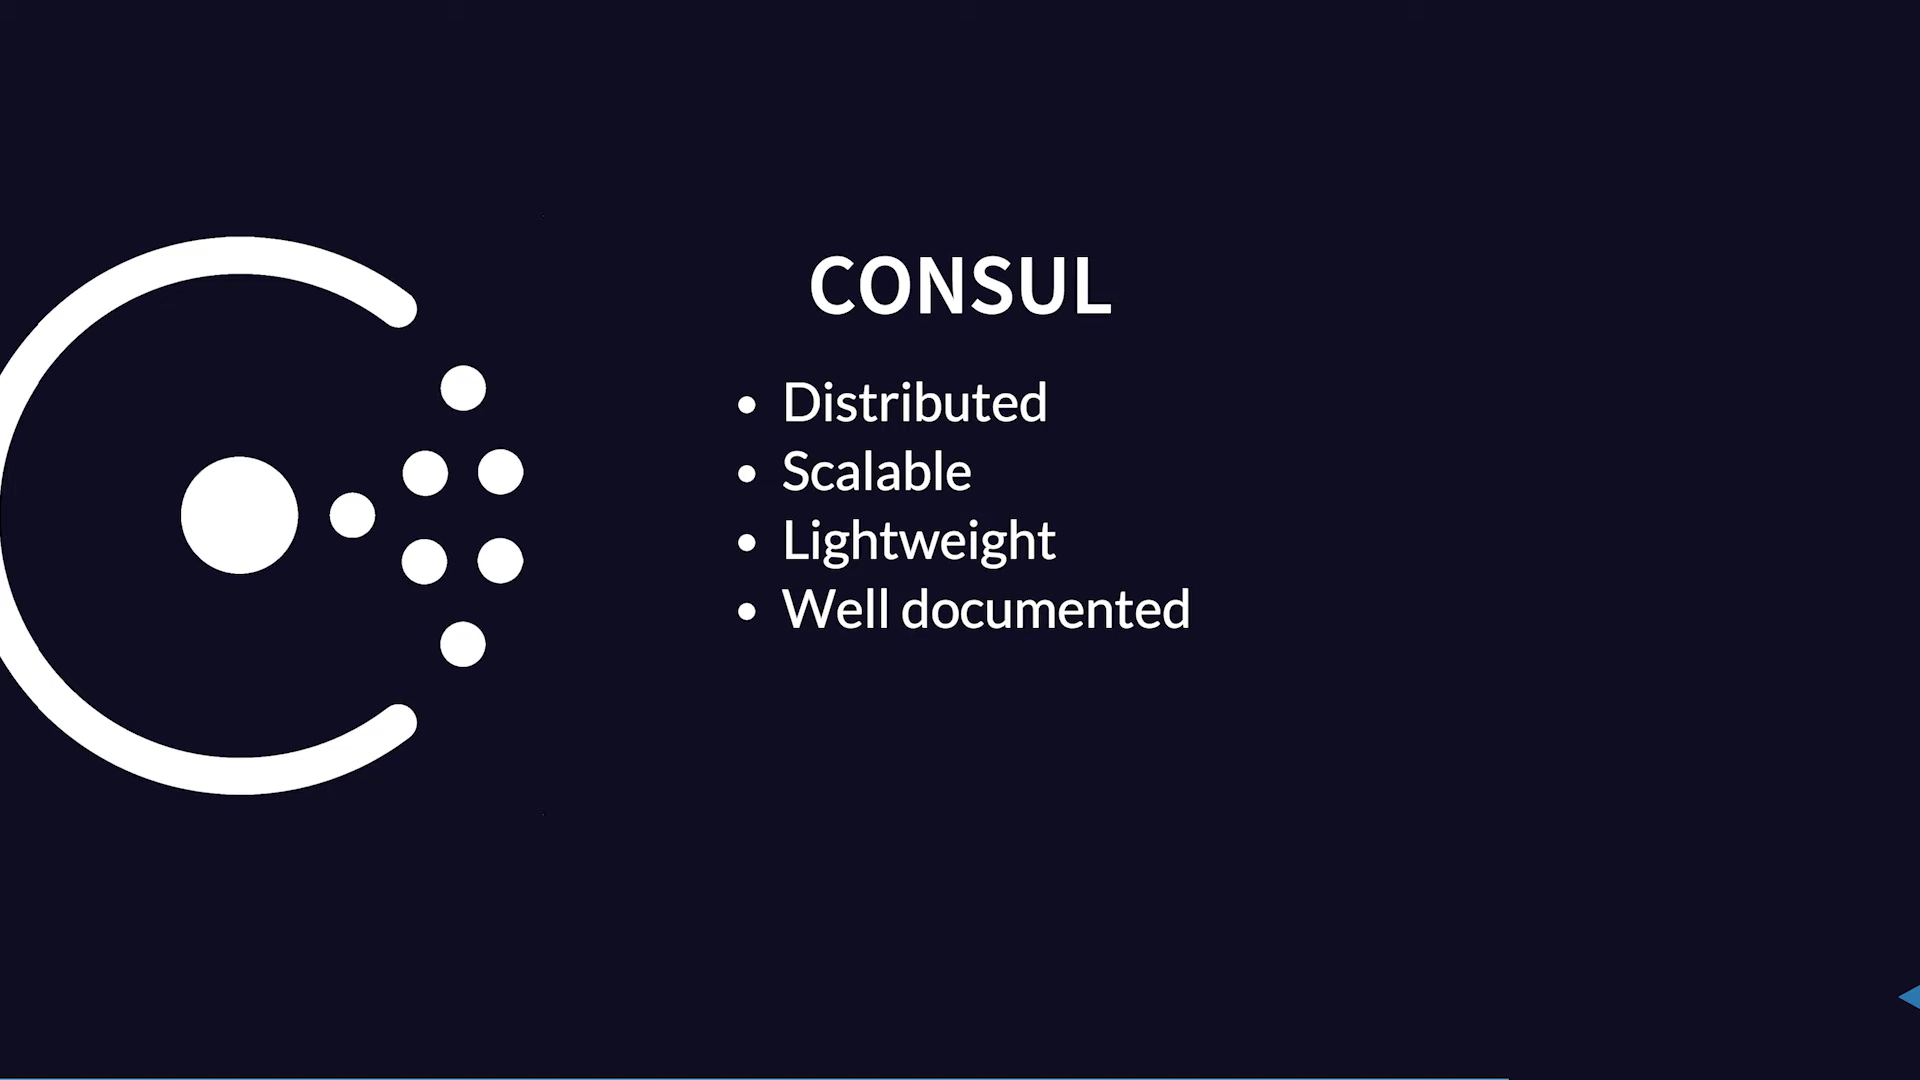 CONSUL
Distributed
Scalable
Lightweight
Well documented